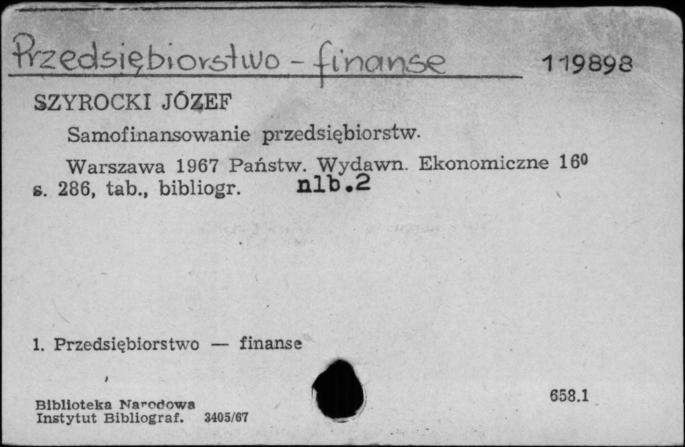 Przedsiębiorstwo - finanse 119898
SZYROCKI JÓZEF
Samofinansowanie przedsiębiorstw.
Warszawa 1967 Państw. Wydawn. Ekonomiczne 16⁰
s. 286, tab., bibliogr. nlb.2
1. Przedsiębiorstwo — finanse
658.1
Biblioteka Narodowa
Instytut Bibliograf. 3405/67